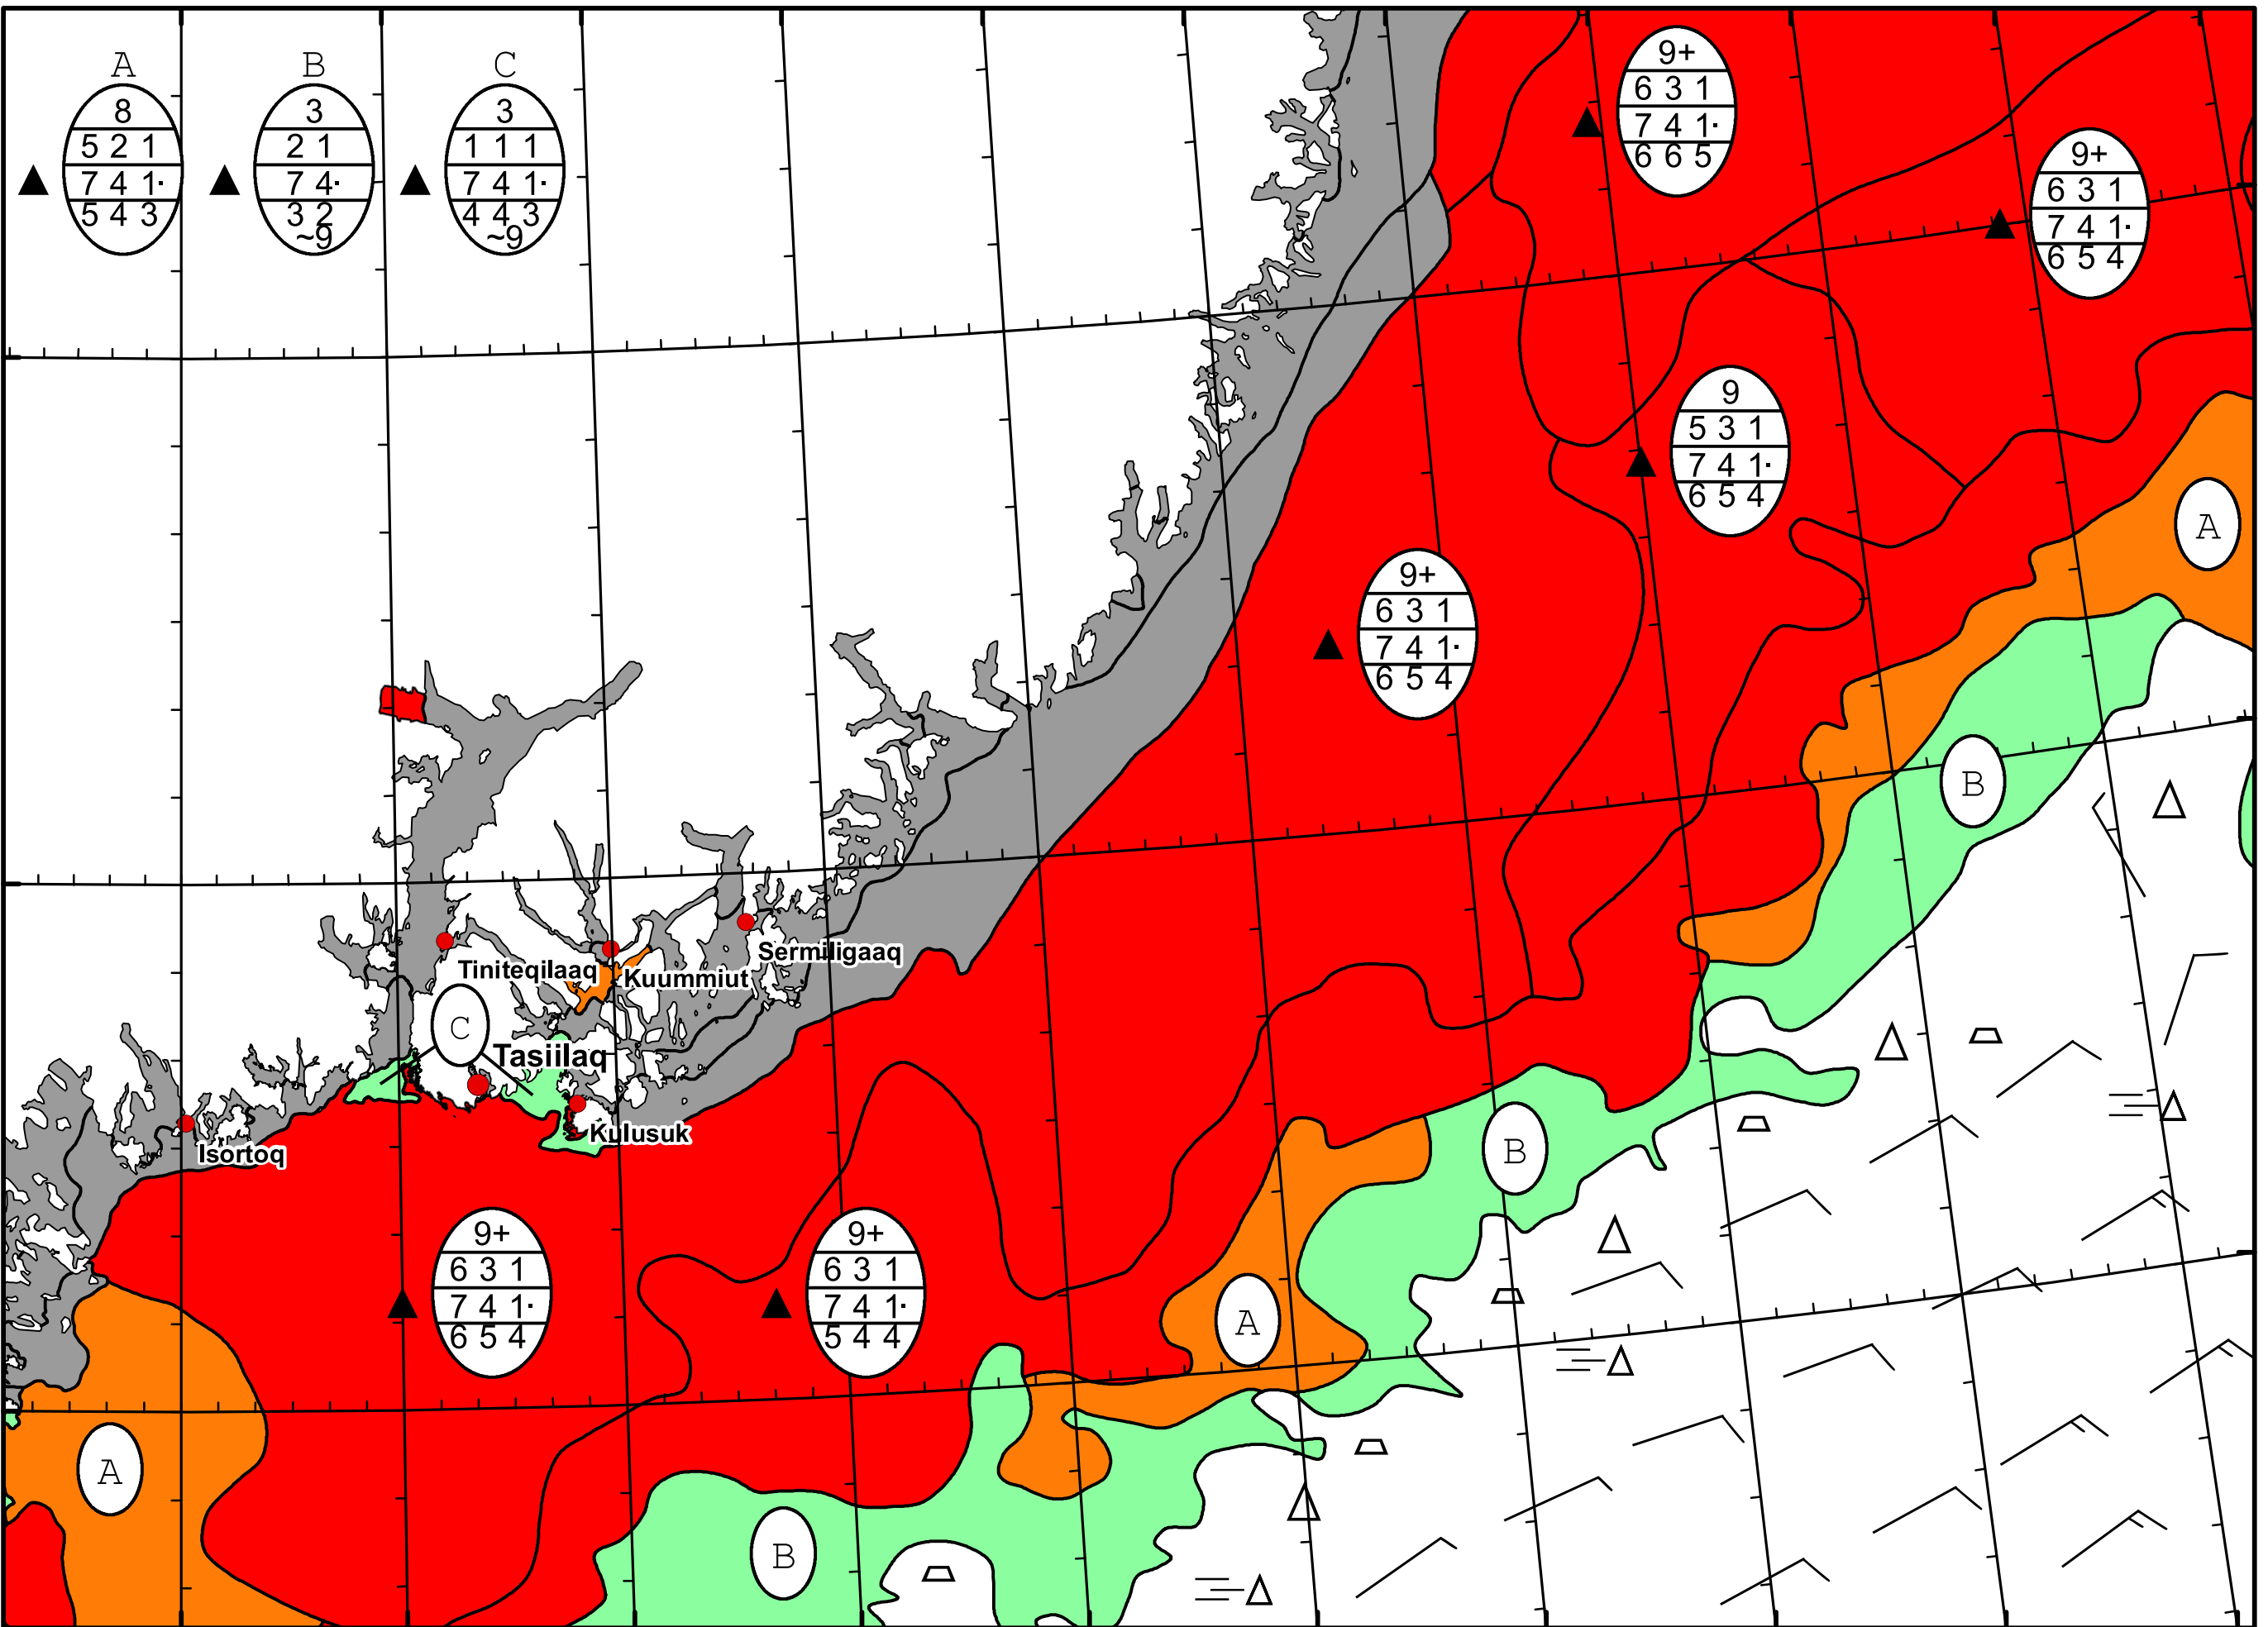 A
8
5 2 1
7 4 1·
5 4 3
B
3
2 1
7 4·
3 2
~9
C
3
1 1 1
7 4 1·
4 4 3
~9
9+
6 3 1
7 4 1·
6 6 5
9+
6 3 1
7 4 1·
6 5 4
9
5 3 1
7 4 1·
6 5 4
A
9+
6 3 1
7 4 1·
6 5 4
B
Sermiligaaq
Tiniteqilaaq
Kuummiut
C
Tasiilaq
Kulusuk
Isortoq
B
9+
6 3 1
7 4 1·
6 5 4
9+
6 3 1
7 4 1·
5 4 4
A
A
B